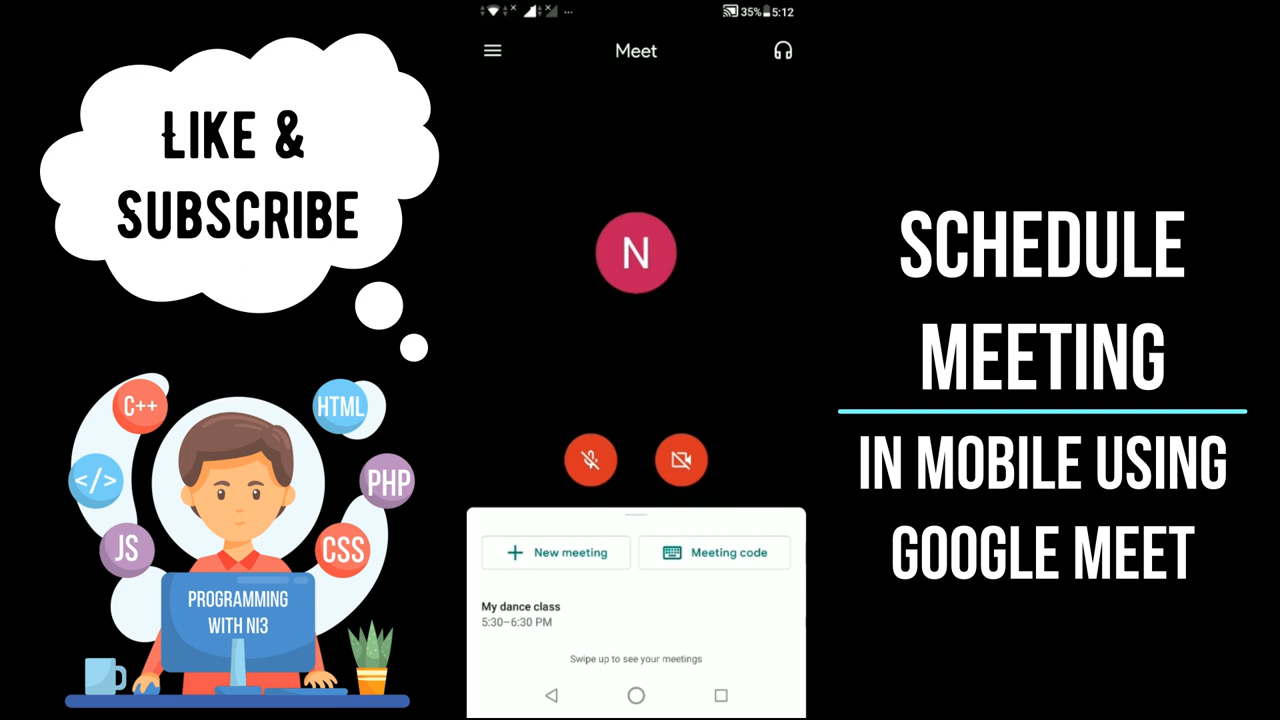 LIKE &
SUBSCRIBE
C++
HTML
</>
PHP
JS
CSS
PROGRAMMING
WITH NI3
35% 5:12
Meet
N
New meeting
Meeting code
My dance class
5:30–6:30 PM
Swipe up to see your meetings
SCHEDULE
MEETING
IN MOBILE USING
GOOGLE MEET